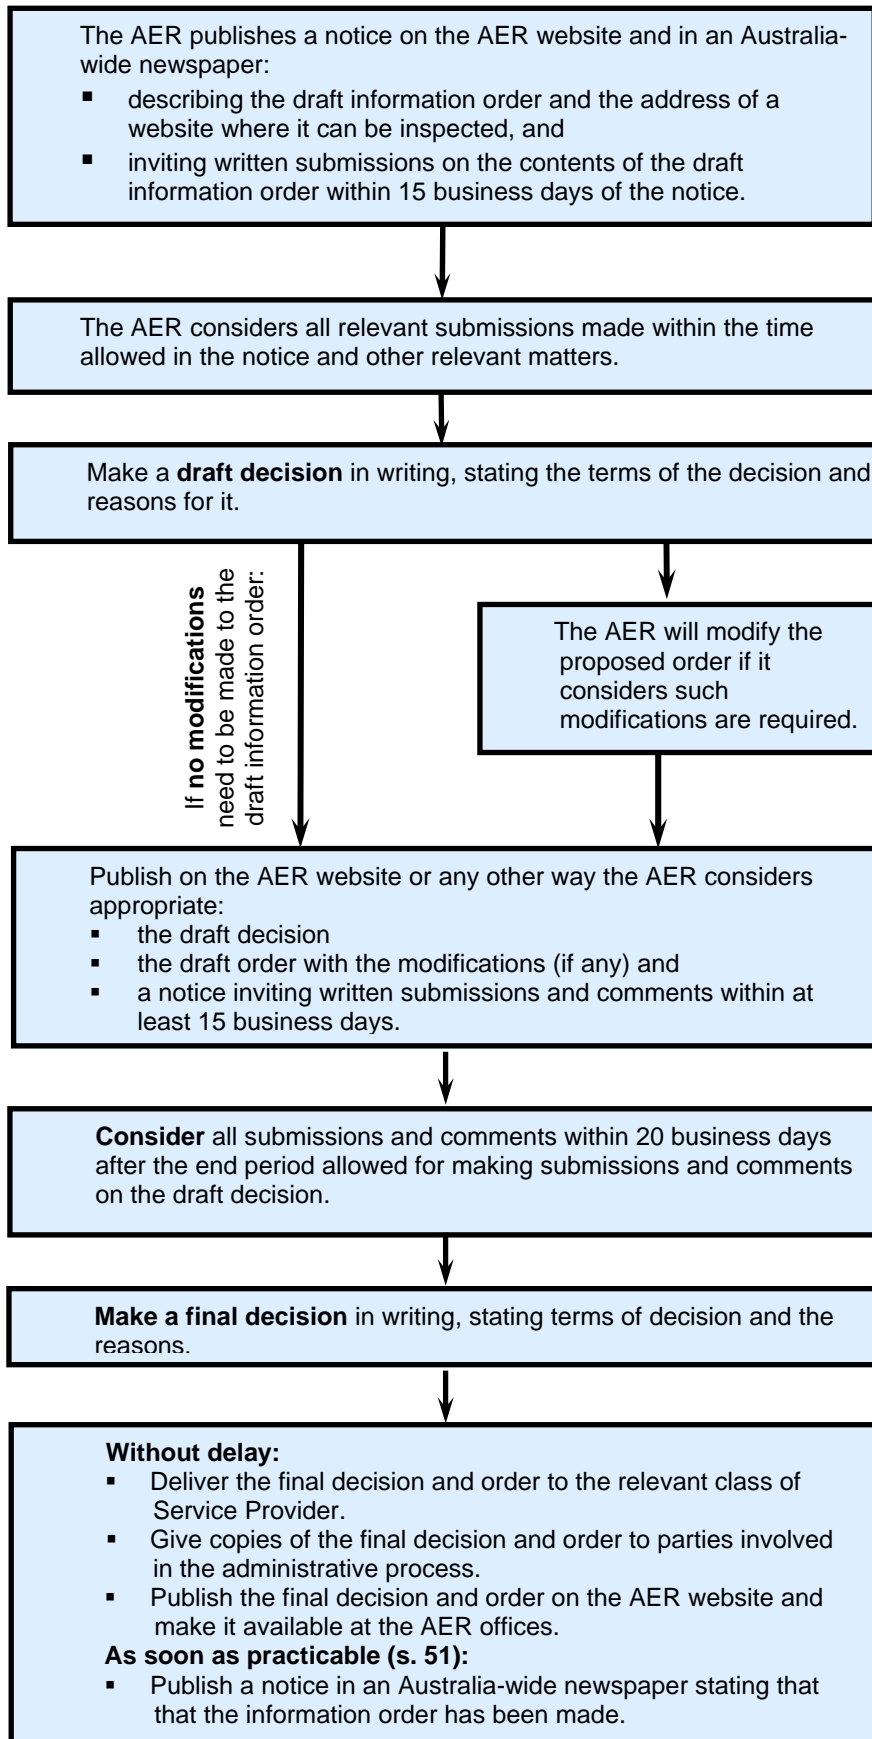 The AER publishes a notice on the AER website and in an Australia-
wide newspaper:
▪ describing the draft information order and the address of a
website where it can be inspected, and
▪ inviting written submissions on the contents of the draft
information order within 15 business days of the notice.
The AER considers all relevant submissions made within the time
allowed in the notice and other relevant matters.
Make a draft decision in writing, stating the terms of the decision and
reasons for it.
If no modifications
need to be made to the
draft information order:
The AER will modify the
proposed order if it
considers such
modifications are required.
Publish on the AER website or any other way the AER considers
appropriate:
▪ the draft decision
▪ the draft order with the modifications (if any) and
▪ a notice inviting written submissions and comments within at
least 15 business days.
Consider all submissions and comments within 20 business days
after the end period allowed for making submissions and comments
on the draft decision.
Make a final decision in writing, stating terms of decision and the
reasons.
Without delay:
▪ Deliver the final decision and order to the relevant class of
Service Provider.
▪ Give copies of the final decision and order to parties involved
in the administrative process.
▪ Publish the final decision and order on the AER website and
make it available at the AER offices.
As soon as practicable (s. 51):
▪ Publish a notice in an Australia-wide newspaper stating that
that the information order has been made.